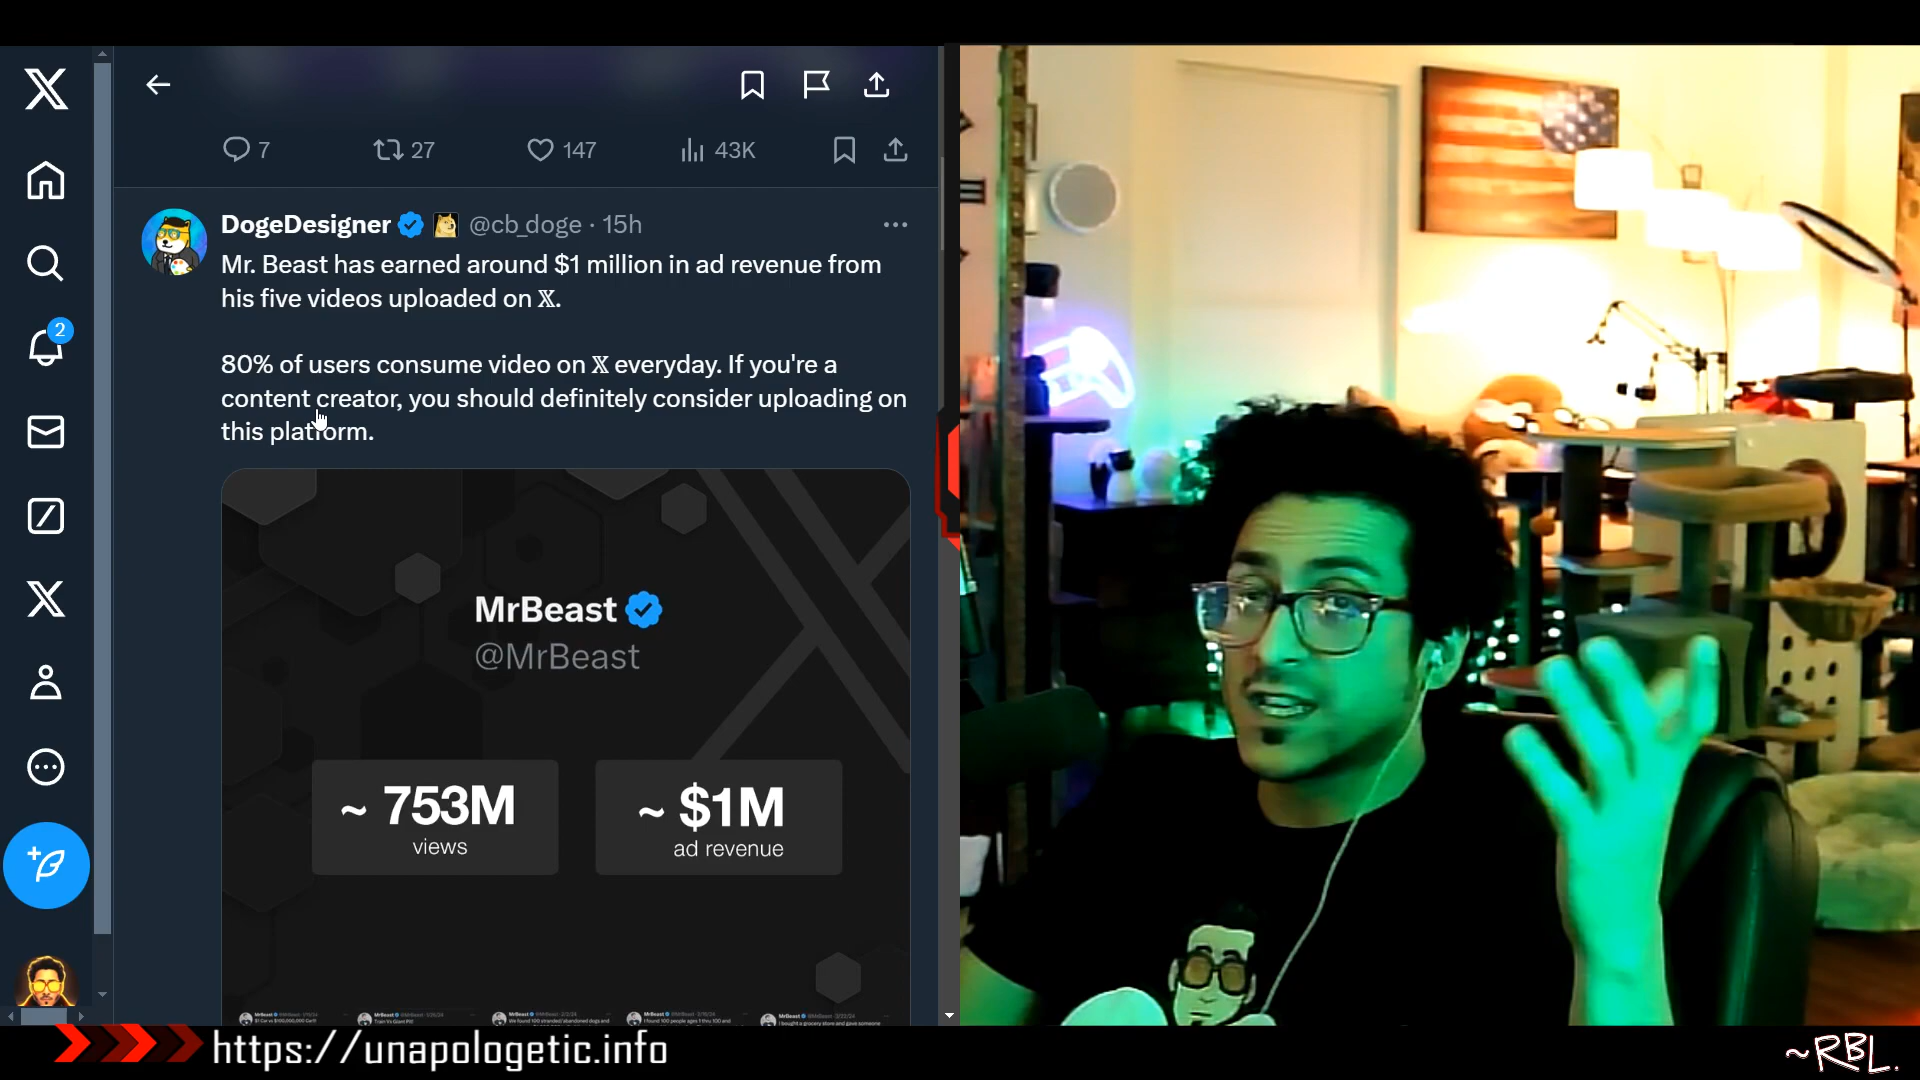 7
27
147
43K
2
DogeDesigner @cb_doge · 15h
Mr. Beast has earned around $1 million in ad revenue from
his five videos uploaded on 𝕏.
80% of users consume video on 𝕏 everyday. If you're a
content creator, you should definitely consider uploading on
this platform.
MrBeast
@MrBeast
~ 753M
views
~ $1M
ad revenue
https://unapologetic.info
~RBL.